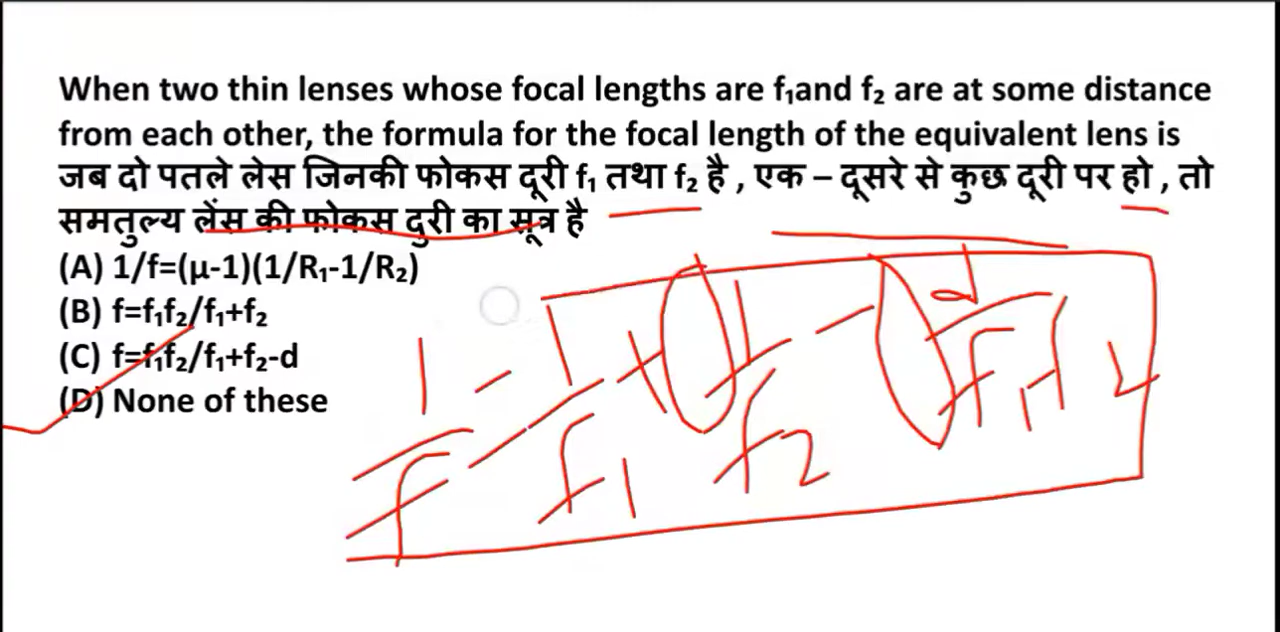 When two thin lenses whose focal lengths are f₁and f₂ are at some distance
from each other, the formula for the focal length of the equivalent lens is
जब दो पतले लेस जिनकी फोकस दूरी f₁ तथा f₂ है , एक – दूसरे से कुछ दूरी पर हो , तो
समतुल्य लेंस की फोकस दुरी का सूत्र है
(A) 1/f=(μ-1)(1/R₁-1/R₂)
(B) f=f₁f₂/f₁+f₂
(C) f=f₁f₂/f₁+f₂-d
(D) None of these
1/f = 1/f1 + 1/f2 - d/f1f2